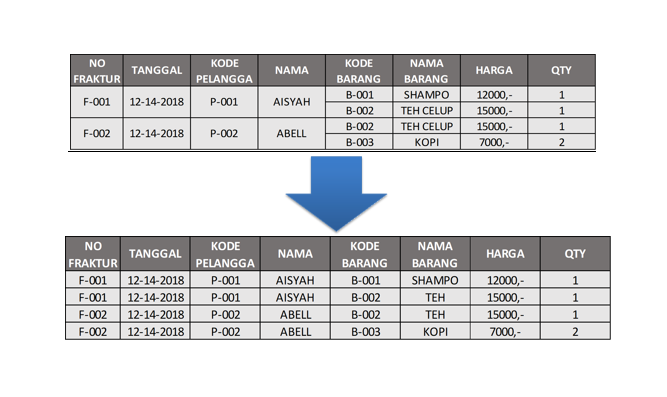 NO FRAKTUR TANGGAL KODE PELANGGA NAMA KODE BARANG NAMA BARANG HARGA QTY
F-001 12-14-2018 P-001 AISYAH B-001 SHAMPO 12000,- 1
B-002 TEH CELUP 15000,- 1
F-002 12-14-2018 P-002 ABELL B-002 TEH CELUP 15000,- 1
B-003 KOPI 7000,- 2
NO FRAKTUR TANGGAL KODE PELANGGA NAMA KODE BARANG NAMA BARANG HARGA QTY
F-001 12-14-2018 P-001 AISYAH B-001 SHAMPO 12000,- 1
F-001 12-14-2018 P-001 AISYAH B-002 TEH 15000,- 1
F-002 12-14-2018 P-002 ABELL B-002 TEH 15000,- 1
F-002 12-14-2018 P-002 ABELL B-003 KOPI 7000,- 2